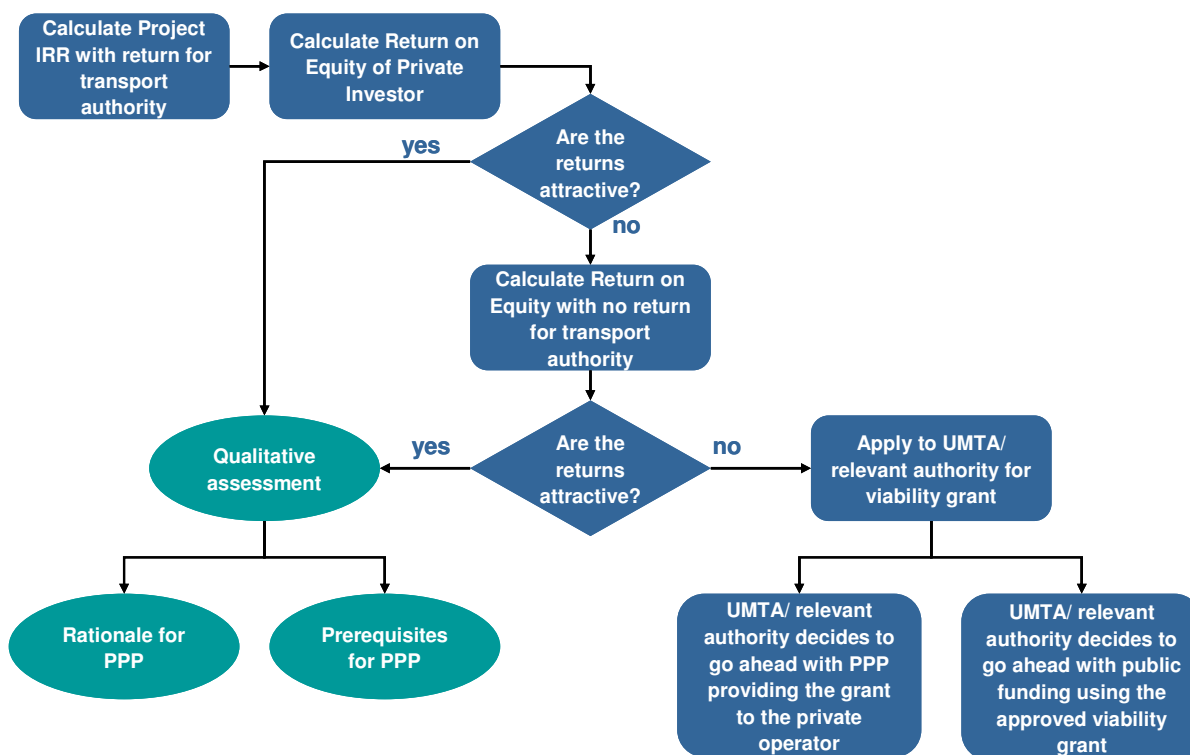 Calculate Project
IRR with return for
transport
authority
Calculate Return on
Equity of Private
Investor
Are the
returns
attractive?
yes
no
Calculate Return on
Equity with no return
for transport
authority
Qualitative
assessment
yes
Are the
returns
attractive?
no
Apply to UMTA/
relevant authority for
viability grant
Rationale for
PPP
Prerequisites
for PPP
UMTA/ relevant
authority decides to
go ahead with PPP
providing the grant
to the private
operator
UMTA/ relevant
authority decides to
go ahead with public
funding using the
approved viability
grant